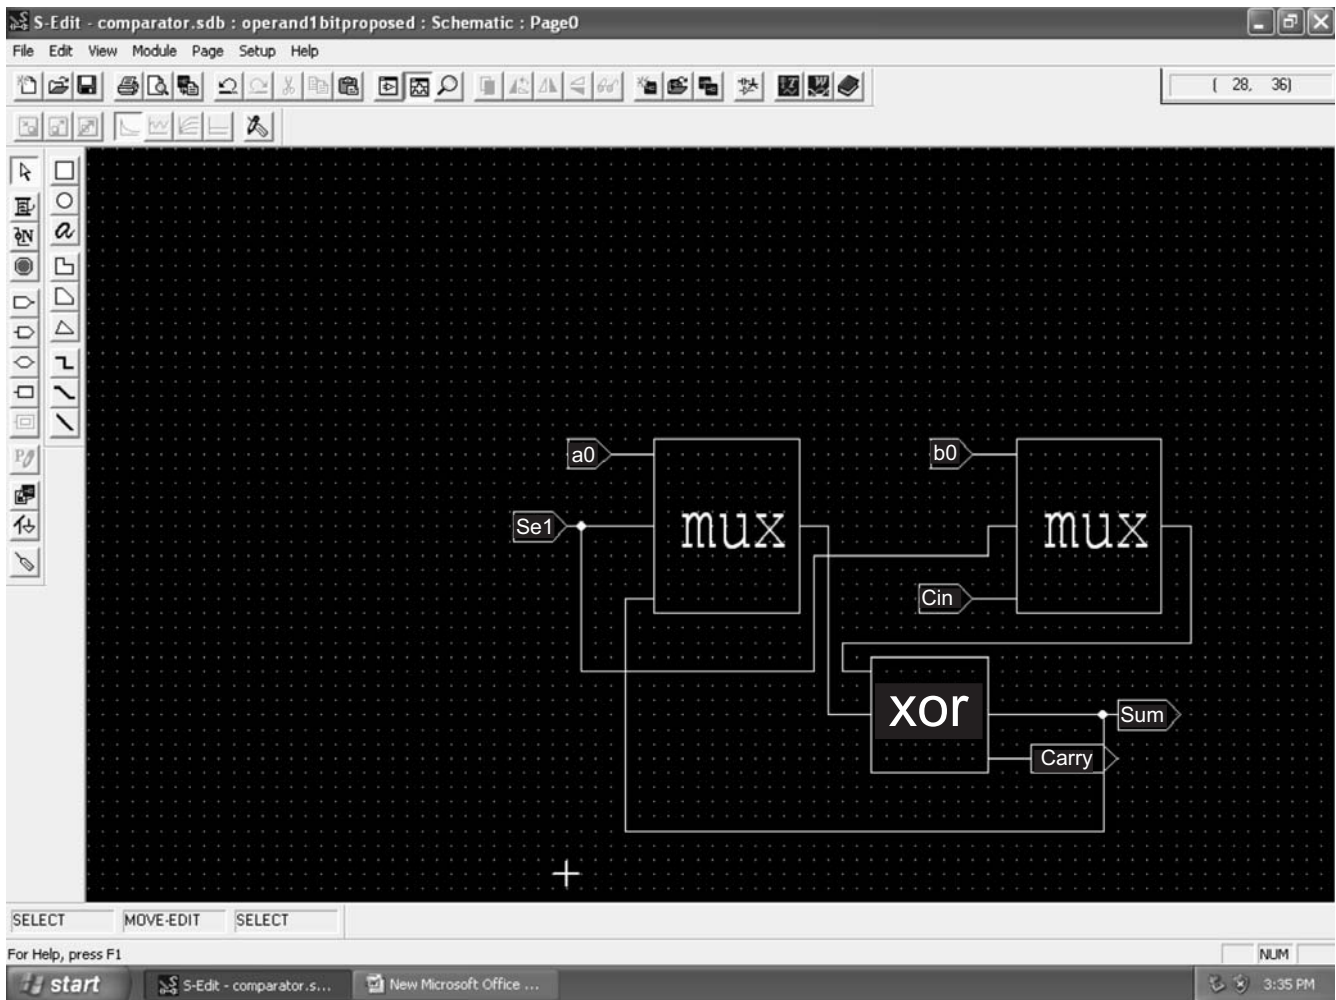 S-Edit - comparator.sdb : operand1bitproposed : Schematic : Page0
File Edit View Module Page Setup Help
( 28, 36)
a0
b0
Se1
mux
mux
Cin
xor
Sum
Carry
SELECT MOVE-EDIT SELECT
For Help, press F1
NUM
start S-Edit - comparator.s... New Microsoft Office ... 3:35 PM